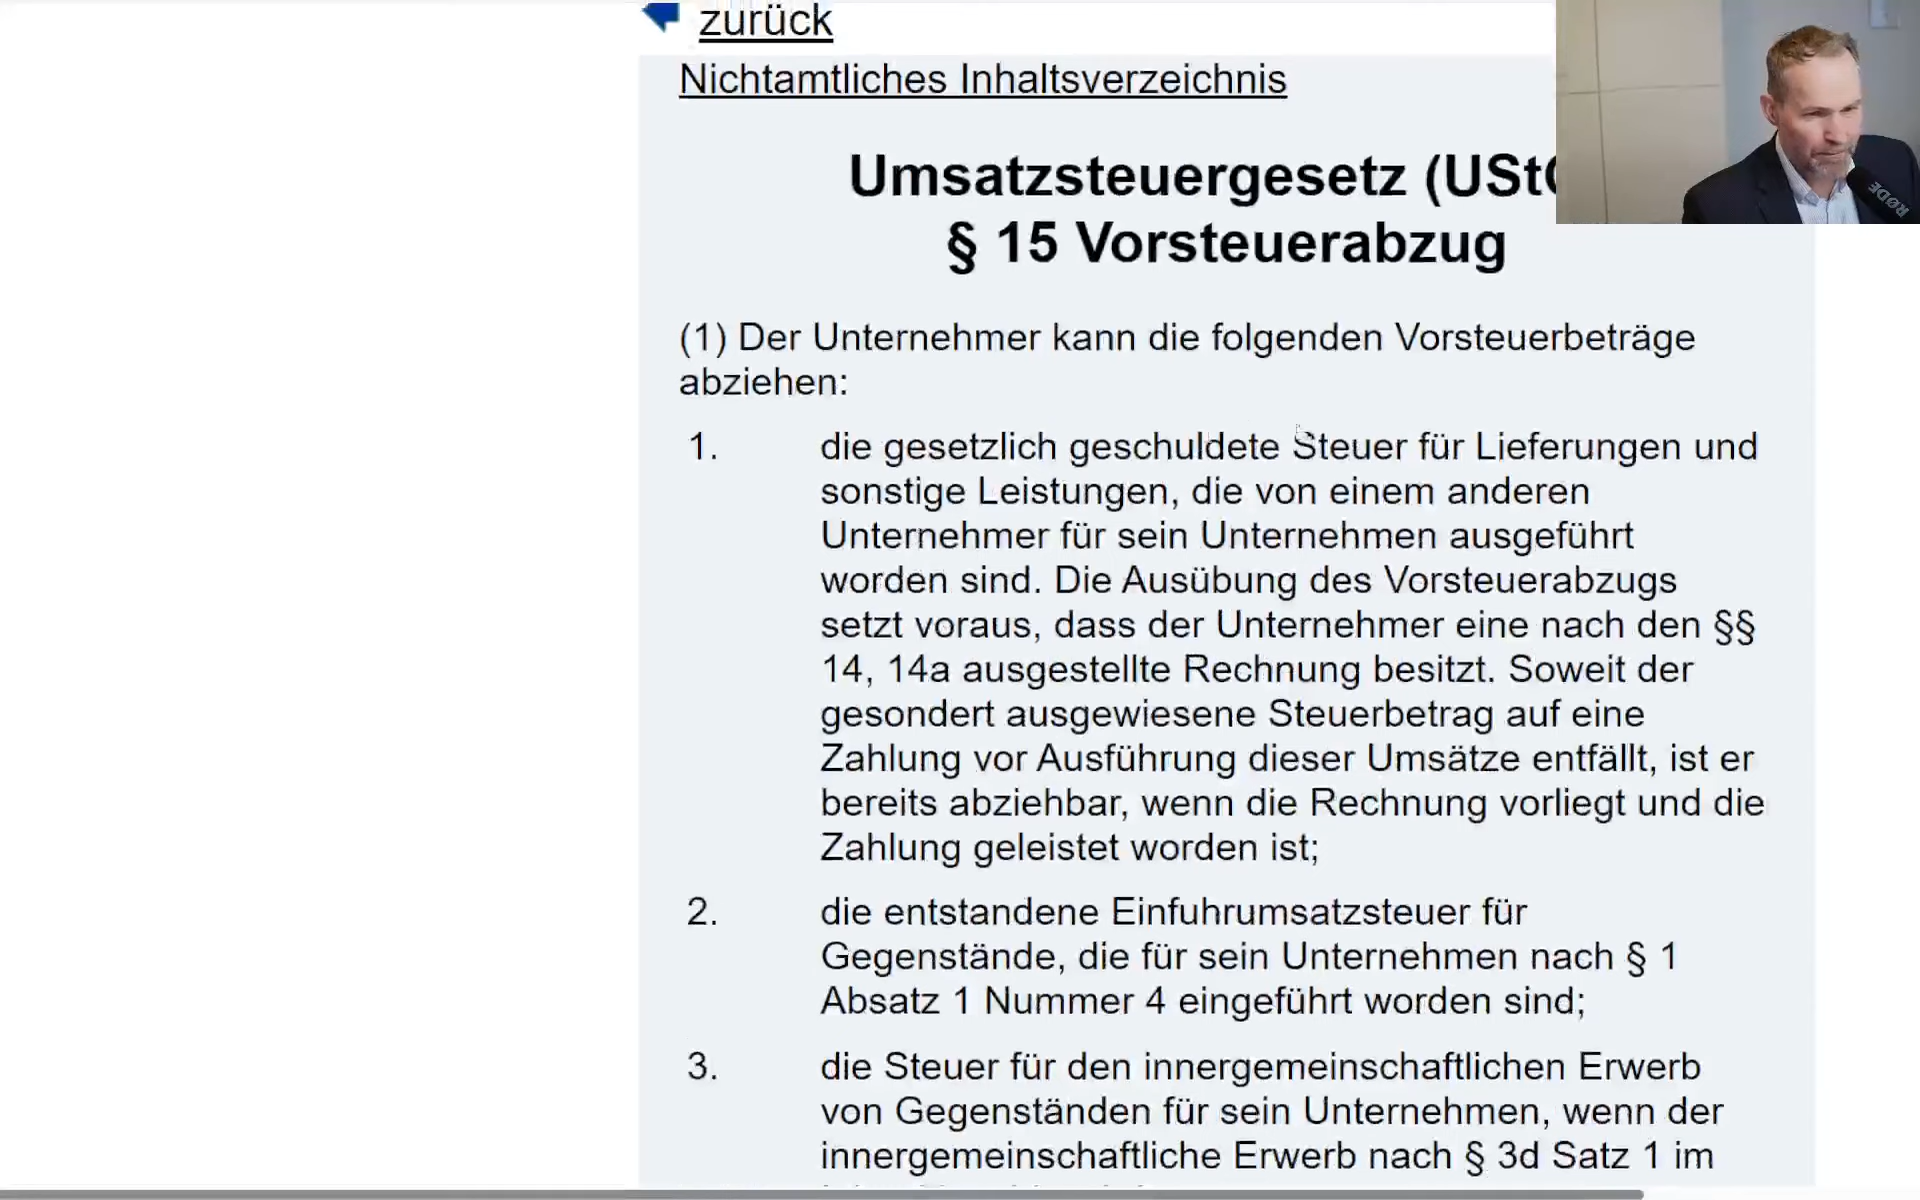 zurück
Nichtamtliches Inhaltsverzeichnis
Umsatzsteuergesetz (USt
§ 15 Vorsteuerabzug
(1) Der Unternehmer kann die folgenden Vorsteuerbeträge
abziehen:
1. die gesetzlich geschuldete Steuer für Lieferungen und
sonstige Leistungen, die von einem anderen
Unternehmer für sein Unternehmen ausgeführt
worden sind. Die Ausübung des Vorsteuerabzugs
setzt voraus, dass der Unternehmer eine nach den §§
14, 14a ausgestellte Rechnung besitzt. Soweit der
gesondert ausgewiesene Steuerbetrag auf eine
Zahlung vor Ausführung dieser Umsätze entfällt, ist er
bereits abziehbar, wenn die Rechnung vorliegt und die
Zahlung geleistet worden ist;
2. die entstandene Einfuhrumsatzsteuer für
Gegenstände, die für sein Unternehmen nach § 1
Absatz 1 Nummer 4 eingeführt worden sind;
3. die Steuer für den innergemeinschaftlichen Erwerb
von Gegenständen für sein Unternehmen, wenn der
innergemeinschaftliche Erwerb nach § 3d Satz 1 im
RØDE